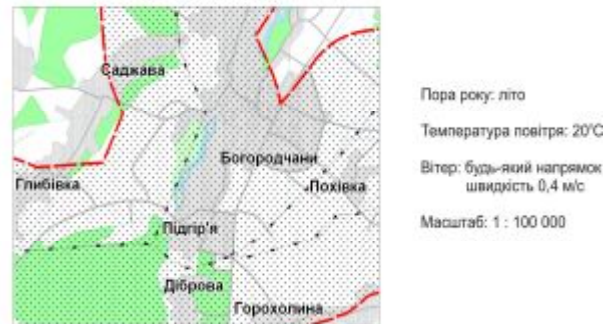 Саджава
Богородчани
Глибівка
Похівка
Підгір'я
Діброва
Горохолина
Пора року: літо
Температура повітря: 20°С
Вітер: будь-який напрямок
швидкість 0,4 м/с
Масштаб: 1 : 100 000